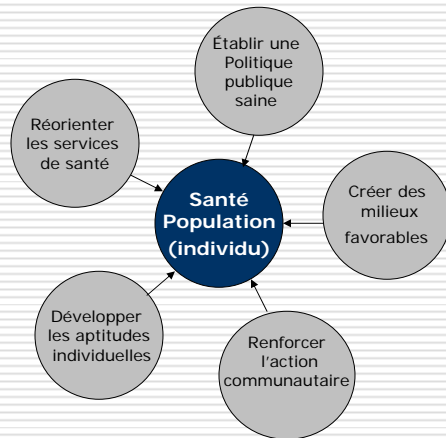 Établir une
Politique
publique
saine
Réorienter
les services
de santé
Santé
Population
(individu)
Créer des
milieux
favorables
Développer
les aptitudes
individuelles
Renforcer
l'action
communautaire